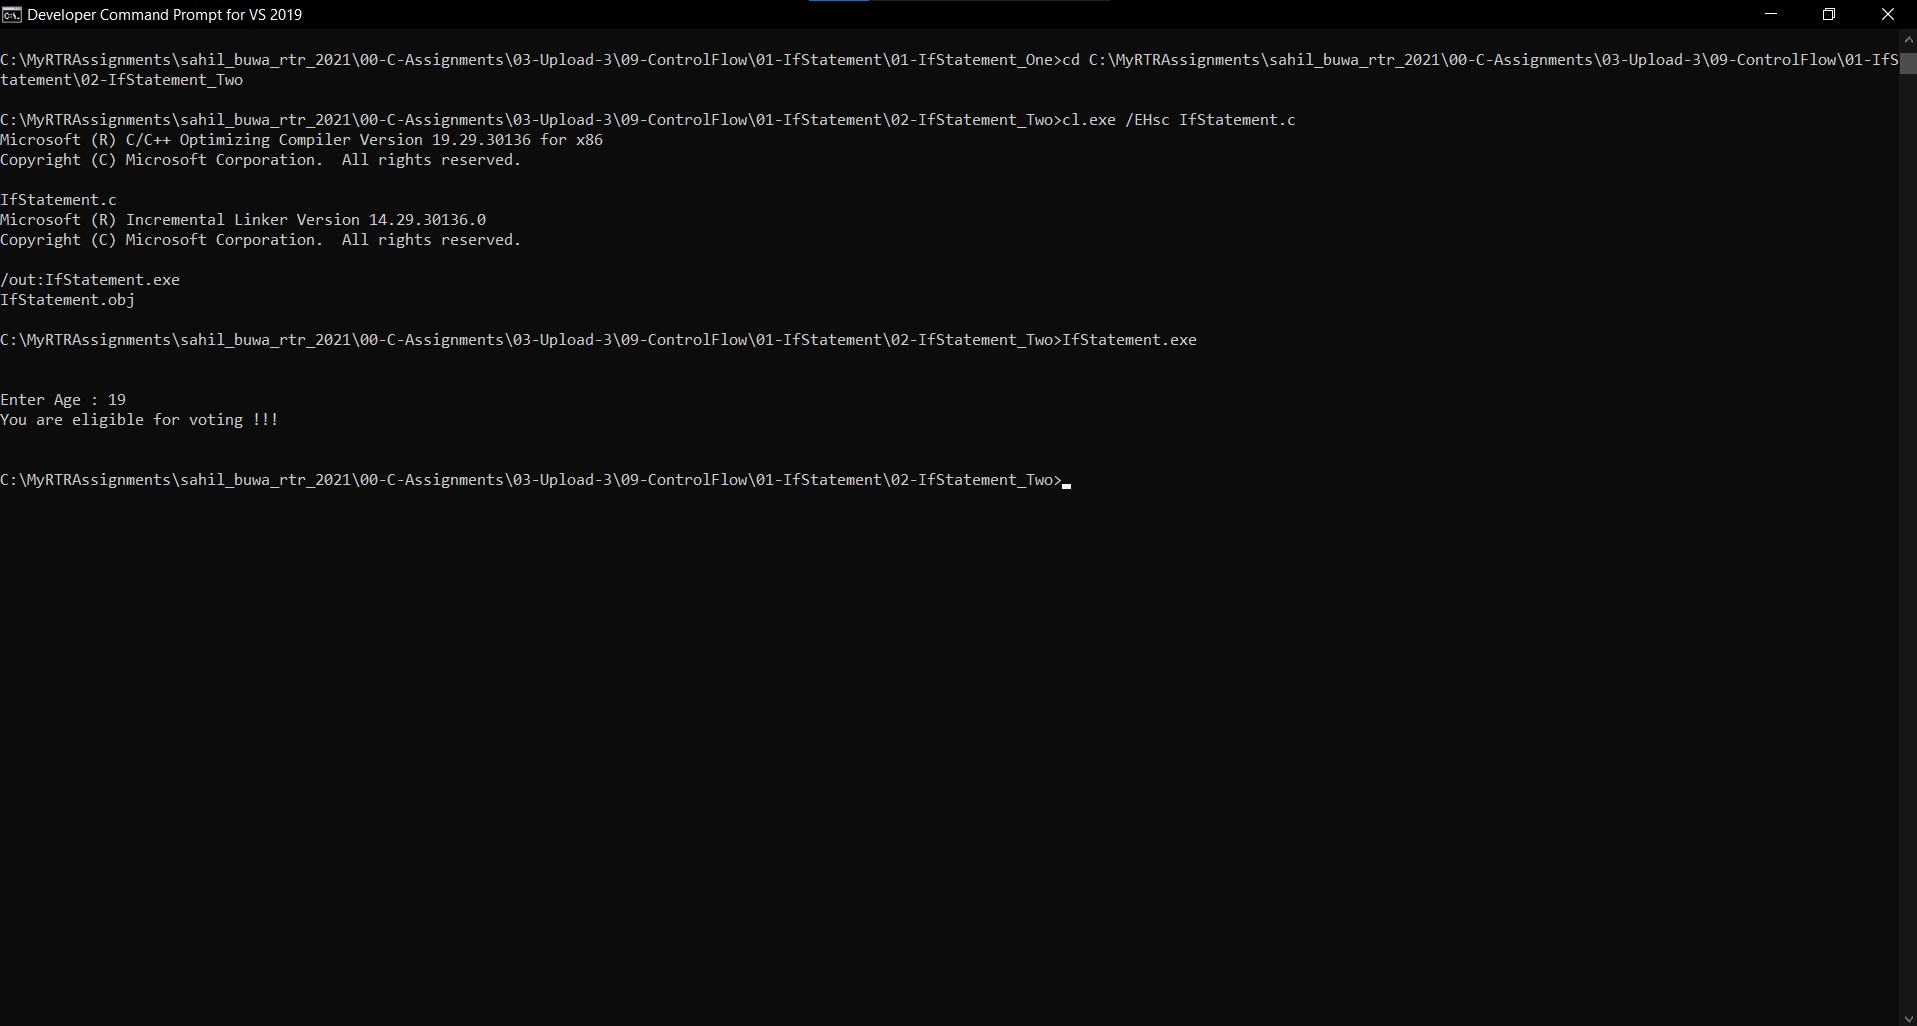 Developer Command Prompt for VS 2019
C:\MyRTRAssignments\sahil_buwa_rtr_2021\00-C-Assignments\03-Upload-3\09-ControlFlow\01-IfStatement\01-IfStatement_One>cd C:\MyRTRAssignments\sahil_buwa_rtr_2021\00-C-Assignments\03-Upload-3\09-ControlFlow\01-IfS
tatement\02-IfStatement_Two
C:\MyRTRAssignments\sahil_buwa_rtr_2021\00-C-Assignments\03-Upload-3\09-ControlFlow\01-IfStatement\02-IfStatement_Two>cl.exe /EHsc IfStatement.c
Microsoft (R) C/C++ Optimizing Compiler Version 19.29.30136 for x86
Copyright (C) Microsoft Corporation.  All rights reserved.
IfStatement.c
Microsoft (R) Incremental Linker Version 14.29.30136.0
Copyright (C) Microsoft Corporation.  All rights reserved.
/out:IfStatement.exe
IfStatement.obj
C:\MyRTRAssignments\sahil_buwa_rtr_2021\00-C-Assignments\03-Upload-3\09-ControlFlow\01-IfStatement\02-IfStatement_Two>IfStatement.exe
Enter Age : 19
You are eligible for voting !!!
C:\MyRTRAssignments\sahil_buwa_rtr_2021\00-C-Assignments\03-Upload-3\09-ControlFlow\01-IfStatement\02-IfStatement_Two>